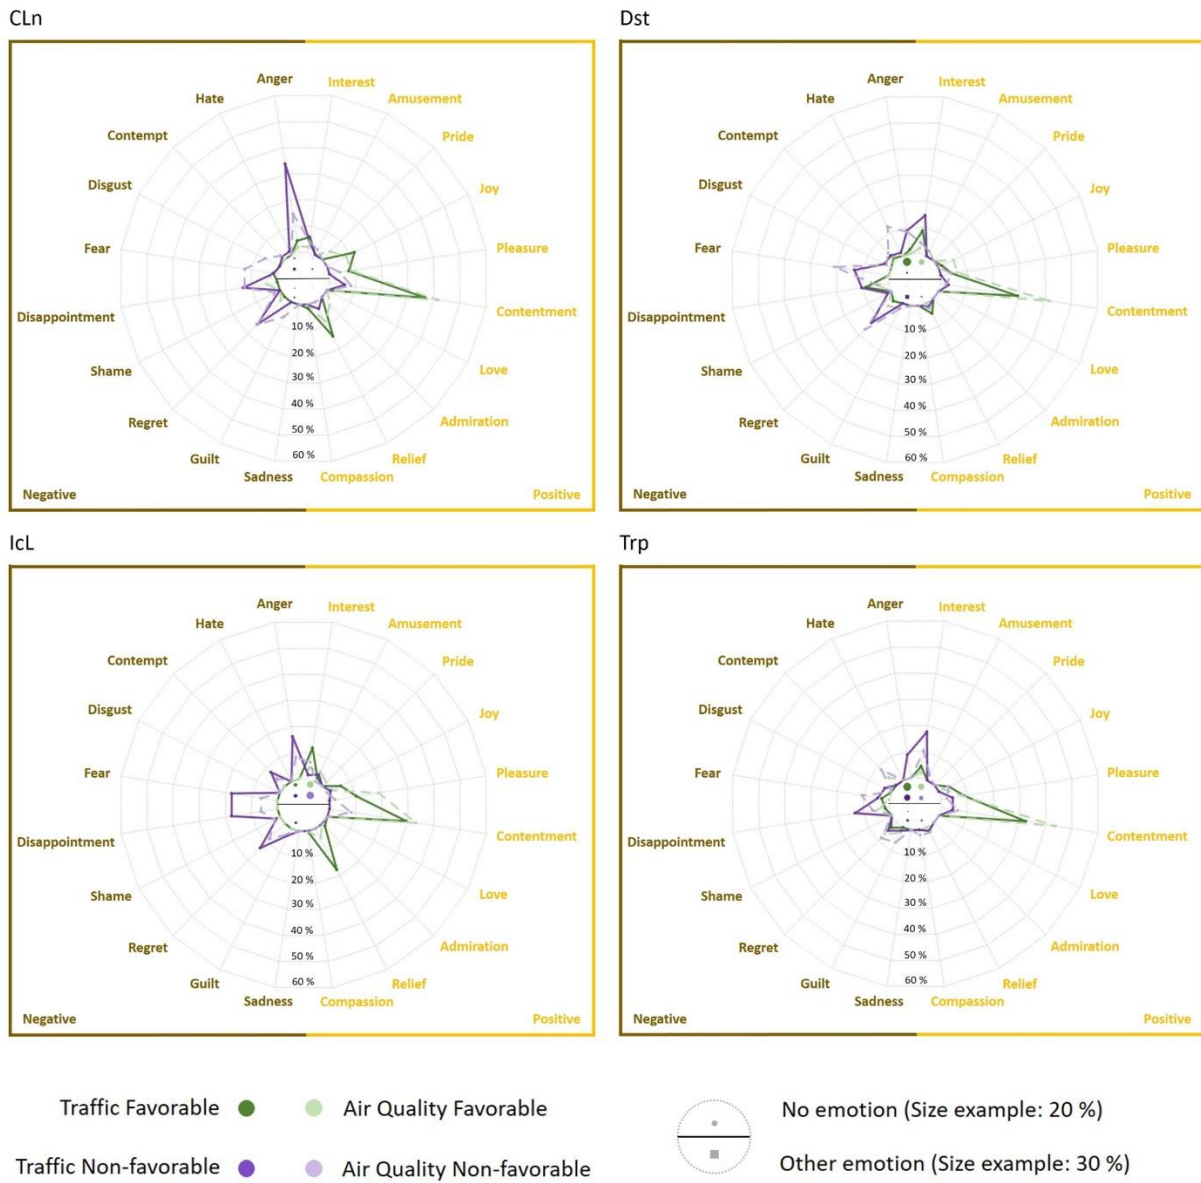 CLn
Anger
Interest
Hate
Amusement
Contempt
Pride
Disgust
Joy
Fear
Pleasure
Disappointment
Contentment
10 %
20 %
Shame
Love
30 %
40 %
Regret
Admiration
50 %
Guilt
Relief
60 %
Sadness
Compassion
Negative
Positive
Dst
Anger
Interest
Hate
Amusement
Contempt
Pride
Disgust
Joy
Fear
Pleasure
Disappointment
Contentment
10 %
20 %
Shame
Love
30 %
40 %
Regret
Admiration
50 %
Guilt
Relief
60 %
Sadness
Compassion
Negative
Positive
IcL
Anger
Interest
Hate
Amusement
Contempt
Pride
Disgust
Joy
Fear
Pleasure
Disappointment
Contentment
10 %
20 %
Shame
Love
30 %
40 %
Regret
Admiration
50 %
Guilt
Relief
60 %
Sadness
Compassion
Negative
Positive
Trp
Anger
Interest
Hate
Amusement
Contempt
Pride
Disgust
Joy
Fear
Pleasure
Disappointment
Contentment
10 %
20 %
Shame
Love
30 %
40 %
Regret
Admiration
50 %
Guilt
Relief
60 %
Sadness
Compassion
Negative
Positive
Traffic Favorable
Air Quality Favorable
Traffic Non-favorable
Air Quality Non-favorable
No emotion (Size example: 20 %)
Other emotion (Size example: 30 %)